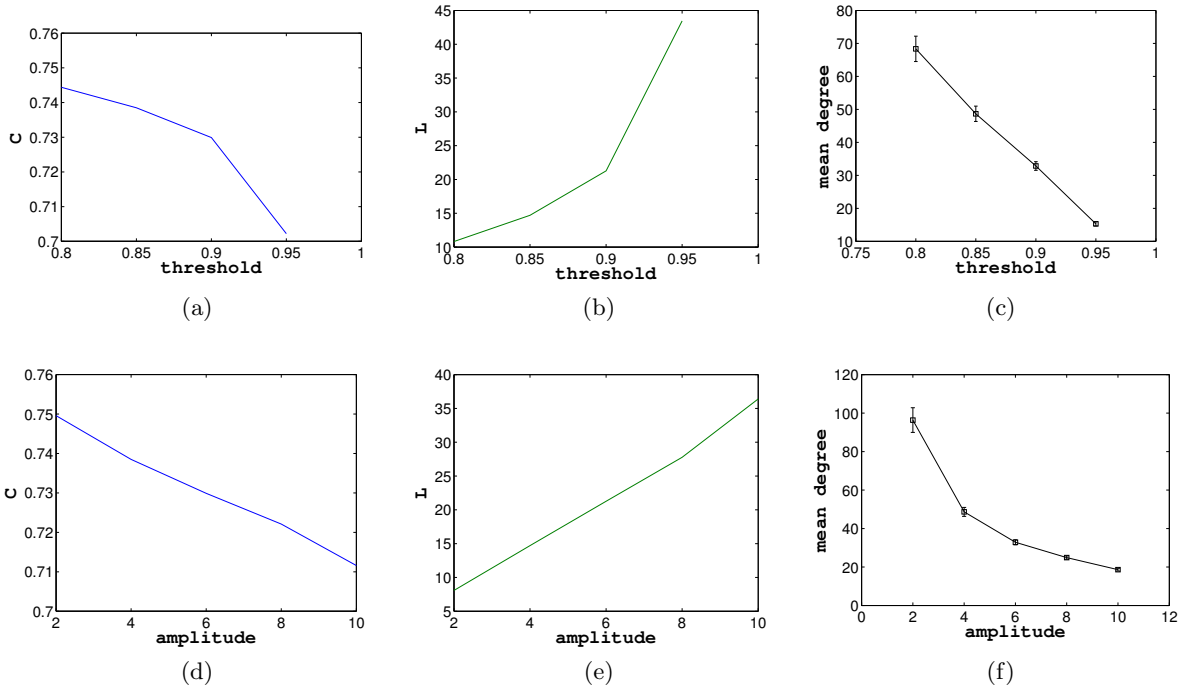 0.76
0.75
0.74
0.73
0.72
0.71
0.7
C
0.8 0.85 0.9 0.95 1
threshold
(a)
45
40
35
30
25
20
15
10
L
0.8 0.85 0.9 0.95 1
threshold
(b)
80
70
60
50
40
30
20
10
mean degree
0.75 0.8 0.85 0.9 0.95 1
threshold
(c)
0.76
0.75
0.74
0.73
0.72
0.71
0.7
C
2 4 6 8 10
amplitude
(d)
40
35
30
25
20
15
10
5
L
2 4 6 8 10
amplitude
(e)
120
100
80
60
40
20
0
mean degree
0 2 4 6 8 10 12
amplitude
(f)